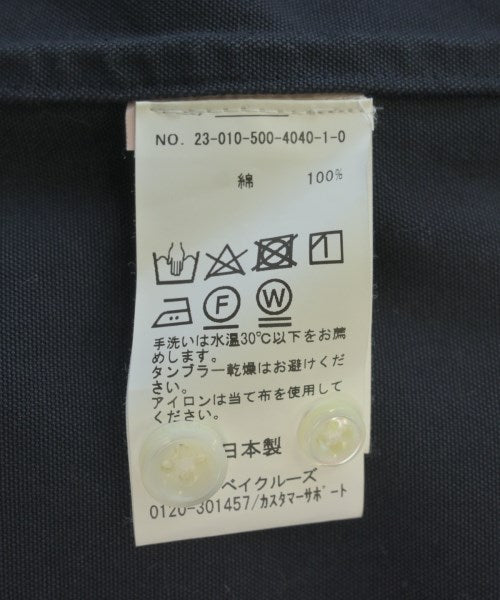 NO. 23-010-500-4040-1-0
綿 100%
F W
手洗いは水温30℃以下をお薦
めします。
タンブラー乾燥はお避けくだ
さい。
アイロンは当て布を使用して
ください。
日本製
ベイクルーズ
0120-301457/カスタマーサポート